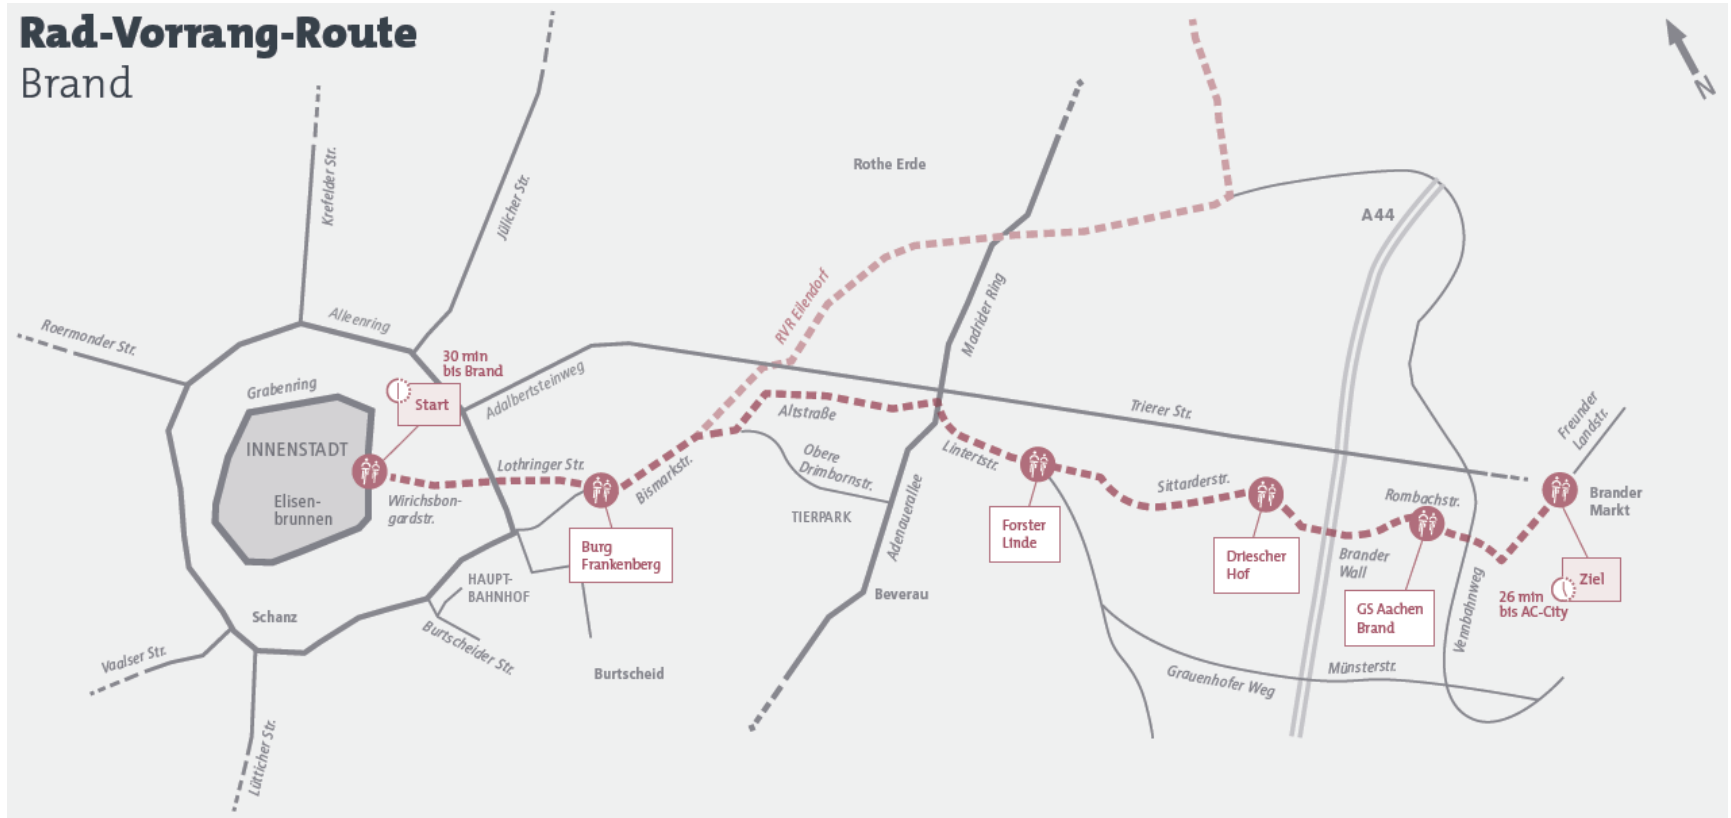 Rad-Vorrang-Route
Brand
N
Krefelder Str.
Jülicher Str.
Rothe Erde
A44
Roermonder Str.
Alleenring
RVR Eilendorf
Madrider Ring
30 min
bis Brand
Start
Grabenring
Adalbertsteinweg
Altstraße
Trierer Str.
Freunder
Landstr.
INNENSTADT
Elisen-
brunnen
Lothringer Str.
Wirichsbon-
gardstr.
Bismarkstr.
Obere
Drimbornstr.
TIERPARK
Adenauerallee
Lintertstr.
Sittarderstr.
Rombachstr.
Brander
Markt
Forster
Linde
Burg
Frankenberg
Driescher
Hof
Brander
Wall
GS Aachen
Brand
Ziel
26 min
bis AC-City
Vennbahnweg
HAUPT-
BAHNHOF
Burtscheider Str.
Beverau
Schanz
Vaalser Str.
Burtscheid
Grauenhofer Weg
Münsterstr.
Lütticher Str.